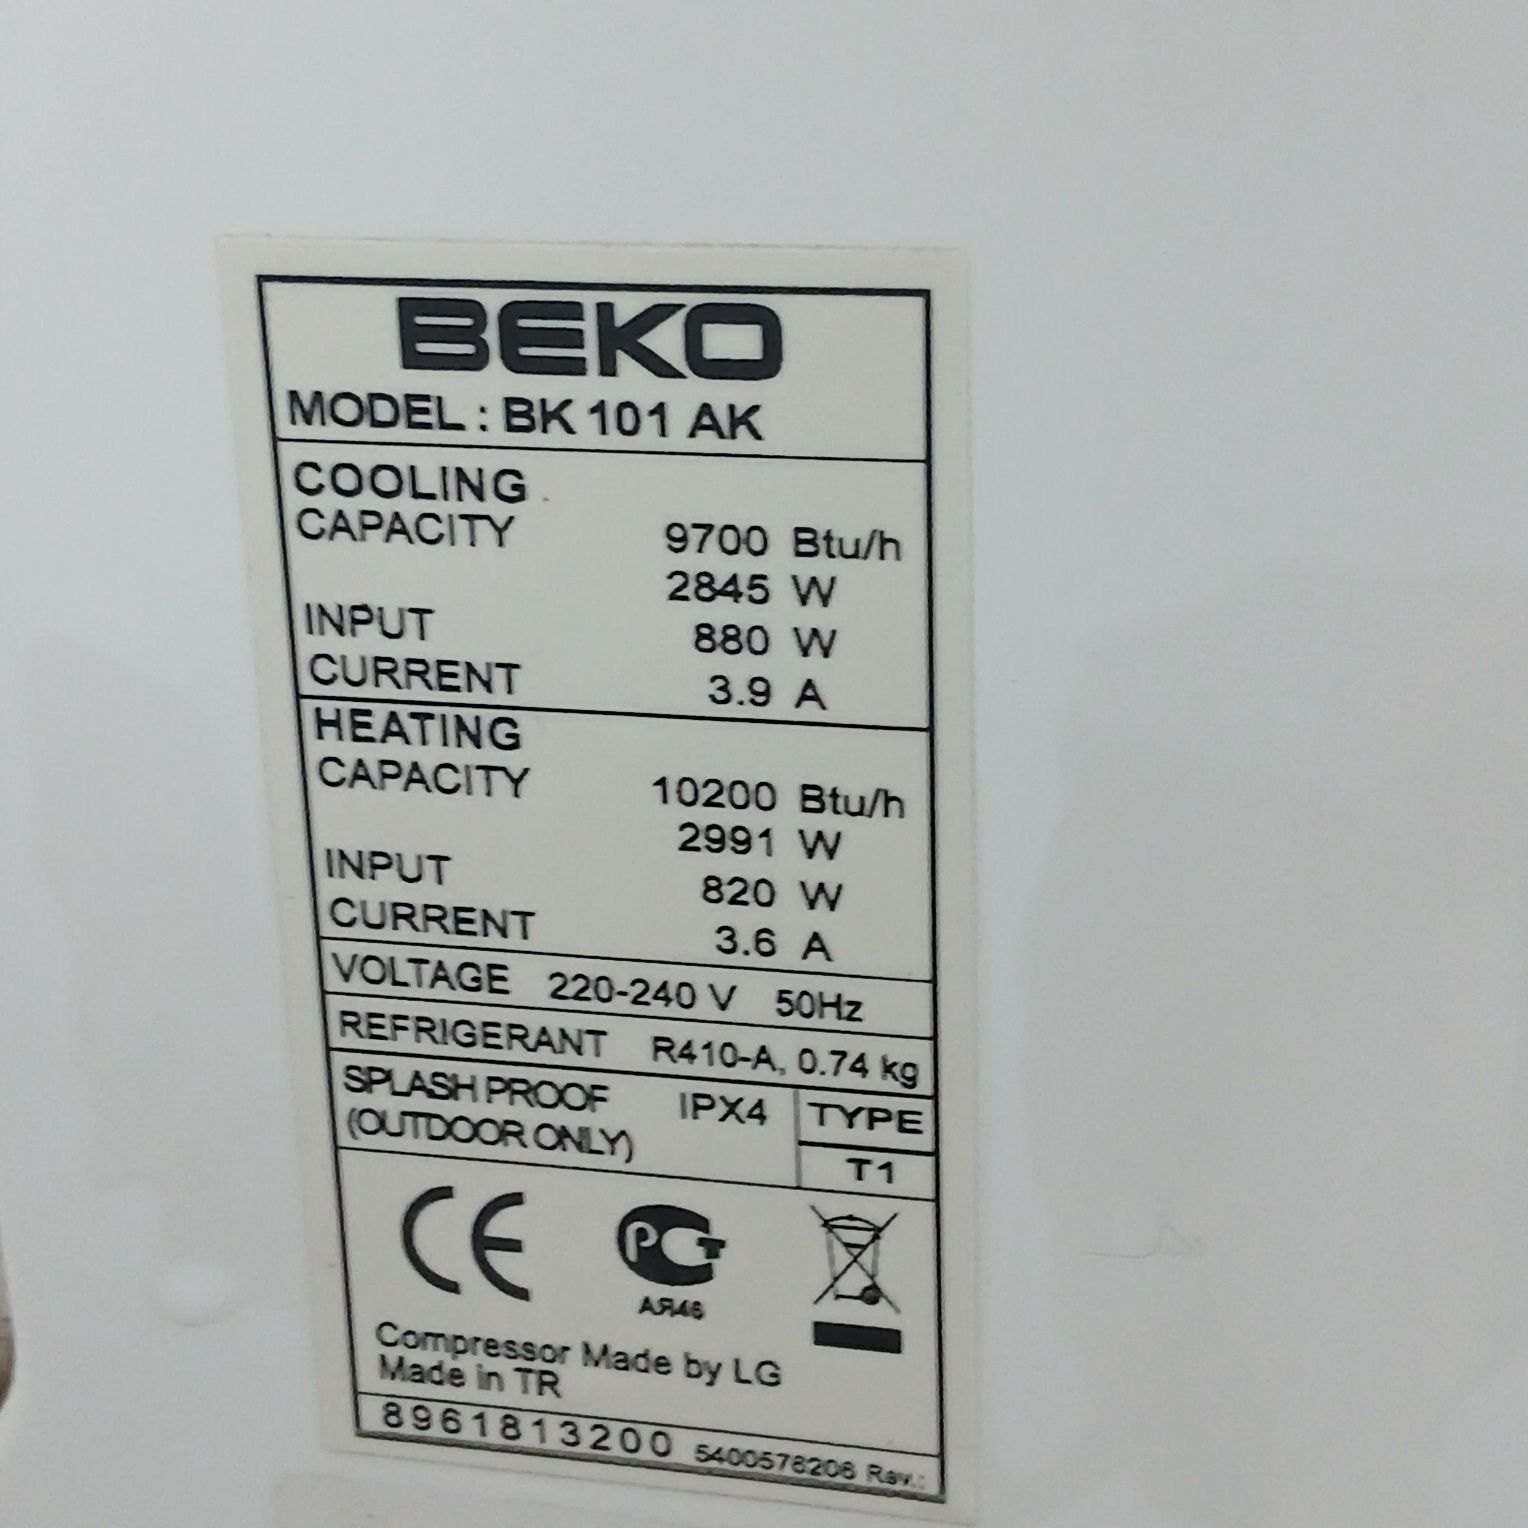 BEKO
MODEL : BK 101 AK
COOLING
CAPACITY 9700 Btu/h
2845 W
INPUT 880 W
CURRENT 3.9 A
HEATING
CAPACITY 10200 Btu/h
2991 W
INPUT 820 W
CURRENT 3.6 A
VOLTAGE 220-240 V 50Hz
REFRIGERANT R410-A, 0.74 kg
SPLASH PROOF IPX4 TYPE
(OUTDOOR ONLY) T1
CE PCT
АЯ46
Compressor Made by LG
Made in TR
8961813200 5400576206 Rev.: